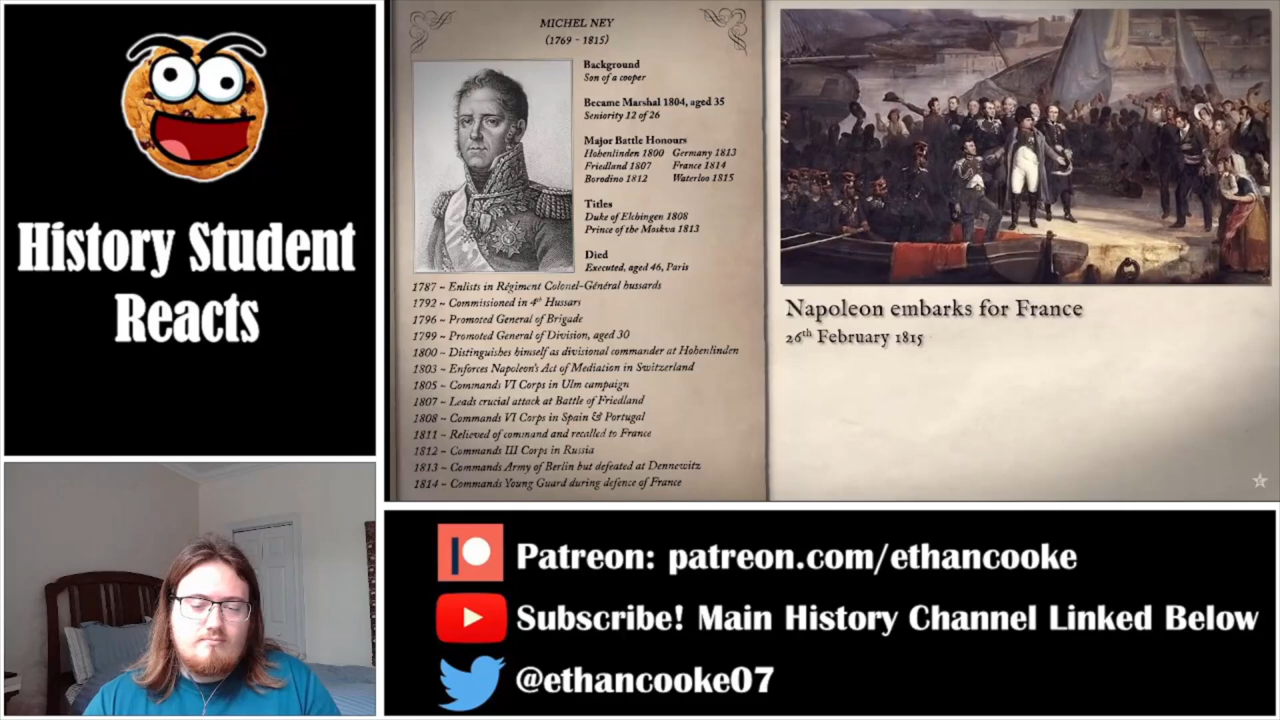 History Student
Reacts
MICHEL NEY
(1769 - 1815)
Background
Son of a cooper
Became Marshal 1804, aged 35
Seniority 12 of 26
Major Battle Honours
Hohenlinden 1800 Germany 1813
Friedland 1807 France 1814
Borodino 1812 Waterloo 1815
Titles
Duke of Elchingen 1808
Prince of the Moskva 1813
Died
Executed, aged 46, Paris
1787 ~ Enlists in Régiment Colonel-Général hussards
1792 ~ Commissioned in 4th Hussars
1796 ~ Promoted General of Brigade
1799 ~ Promoted General of Division, aged 30
1800 ~ Distinguishes himself as divisional commander at Hohenlinden
1803 ~ Enforces Napoleon's Act of Mediation in Switzerland
1805 ~ Commands VI Corps in Ulm campaign
1807 ~ Leads crucial attack at Battle of Friedland
1808 ~ Commands VI Corps in Spain & Portugal
1811 ~ Relieved of command and recalled to France
1812 ~ Commands III Corps in Russia
1813 ~ Commands Army of Berlin but defeated at Dennewitz
1814 ~ Commands Young Guard during defence of France
Napoleon embarks for France
26th February 1815
Patreon: patreon.com/ethancooke
Subscribe! Main History Channel Linked Below
@ethancooke07